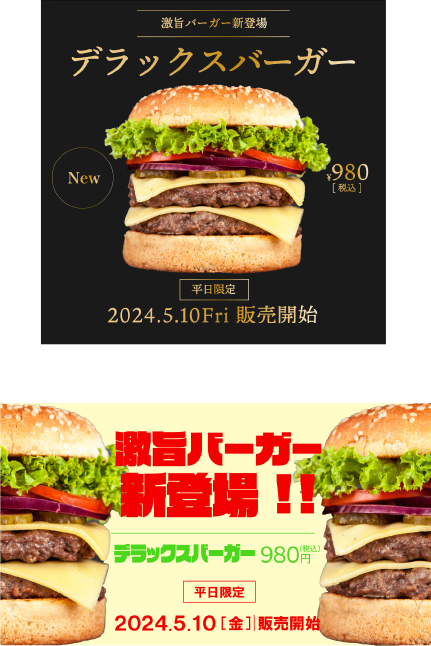 激旨バーガー新登場
デラックスバーガー
New
¥980
[税込]
平日限定
2024.5.10Fri 販売開始
激旨バーガー
新登場!!
デラックスバーガー 980円(税込)
平日限定
2024.5.10[金]|販売開始